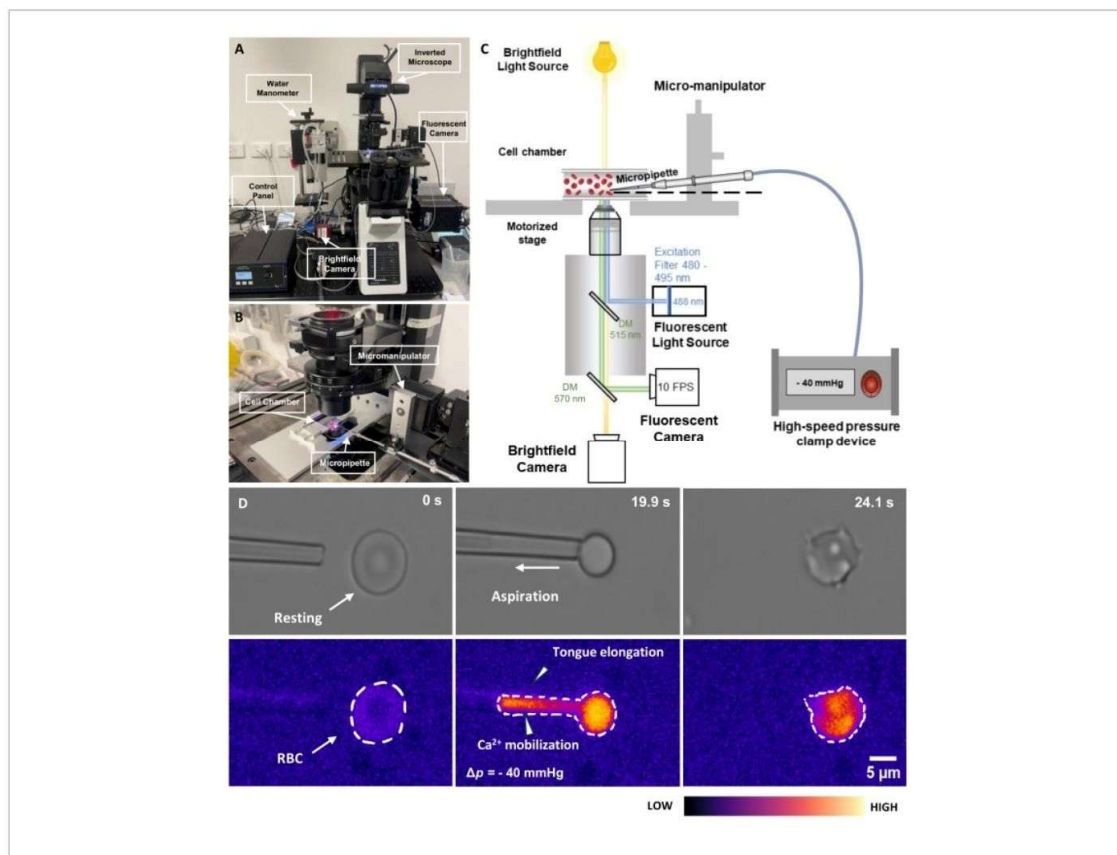 A
Inverted
Microscope
Water
Manometer
Fluorescent
Camera
Control
Panel
Brightfield
Camera
B
Micromanipulator
Cell Chamber
Micropipette
C
Brightfield
Light Source
Micro-manipulator
Cell chamber
Micropipette
Motorized
stage
Excitation
Filter 480 -
495 nm
488 nm
DM
515 nm
Fluorescent
Light Source
DM
570 nm
10 FPS
Fluorescent
Camera
Brightfield
Camera
- 40 mmHg
High-speed pressure
clamp device
D
0 s
19.9 s
24.1 s
Resting
Aspiration
Tongue elongation
RBC
Ca²⁺ mobilization
Δp = - 40 mmHg
5 µm
LOW
HIGH